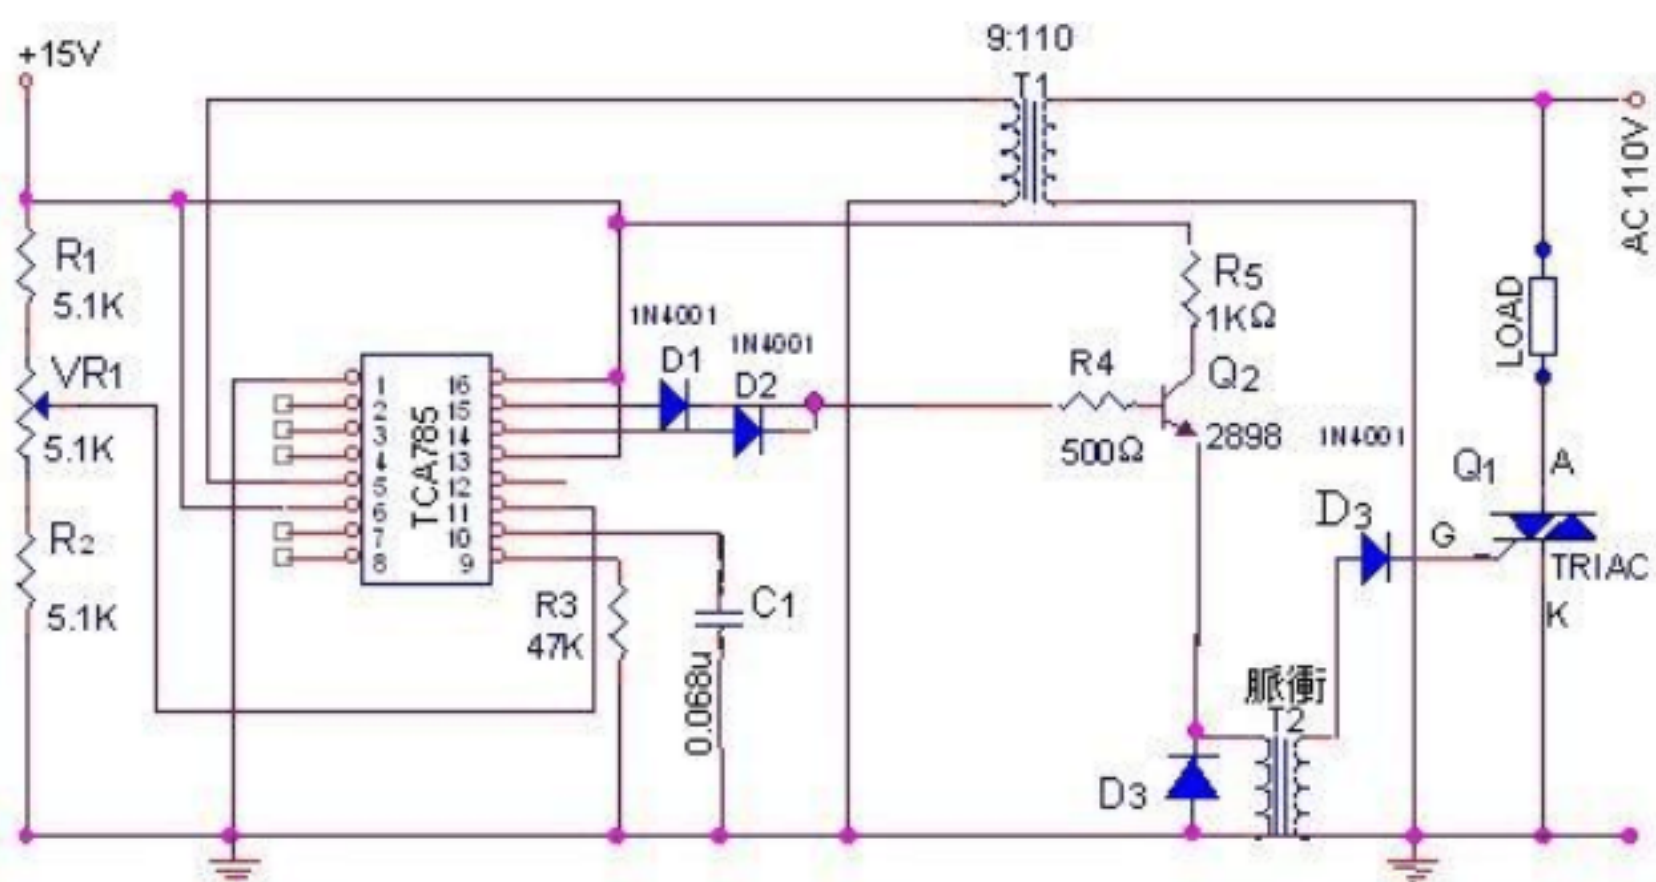 9:110
T1
+15V
AC 110V
R1
5.1K
VR1
5.1K
R2
5.1K
1N4001
D1
1N4001
D2
TCA785
1 16
2 15
3 14
4 13
5 12
6 11
7 10
8 9
R3
47K
C1
0.068u
R4
500Ω
R5
1KΩ
Q2
2898
1N4001
D3
LOAD
Q1
A
G
TRIAC
K
脈衝
T2
D3